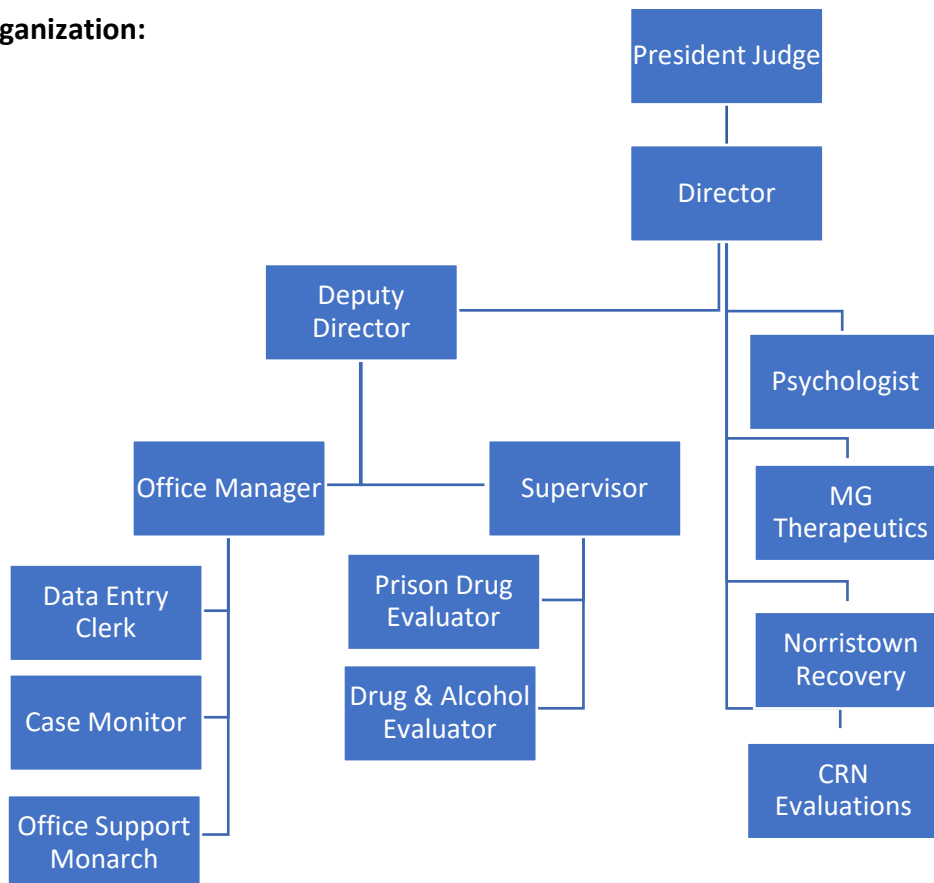 ganization:
President Judge
Director
Deputy
Director
Psychologist
Office Manager
Supervisor
MG
Therapeutics
Data Entry
Clerk
Prison Drug
Evaluator
Norristown
Recovery
Case Monitor
Drug & Alcohol
Evaluator
CRN
Evaluations
Office Support
Monarch